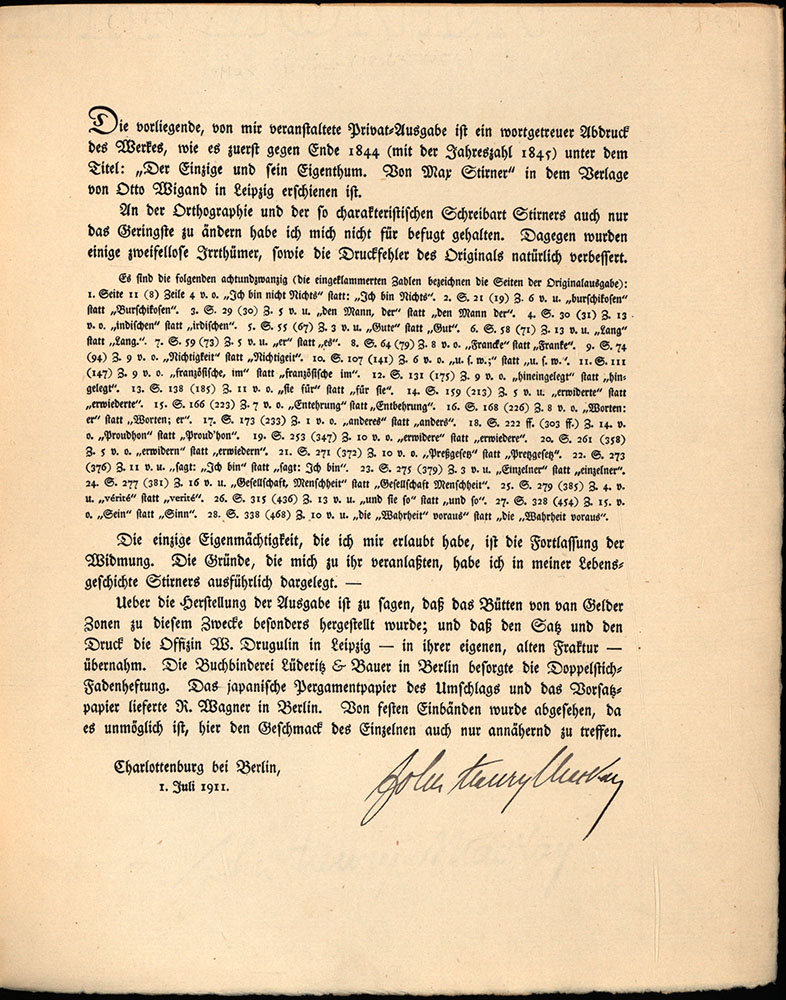 Die vorliegende, von mir veranstaltete Privat-Ausgabe ist ein wortgetreuer Abdruck
des Werkes, wie es zuerst gegen Ende 1844 (mit der Jahreszahl 1845) unter dem
Titel: „Der Einzige und sein Eigenthum. Von Max Stirner“ in dem Verlage
von Otto Wigand in Leipzig erschienen ist.
An der Orthographie und der so charakteristischen Schreibart Stirners auch nur
das Geringste zu ändern habe ich mich nicht für befugt gehalten. Dagegen wurden
einige zweifellose Irrthümer, sowie die Druckfehler des Originals natürlich verbessert.
Es sind die folgenden achtundzwanzig (die eingeklammerten Zahlen bezeichnen die Seiten der Originalausgabe):
1. Seite 11 (8) Zeile 4 v. o. „Ich bin nicht Nichts“ statt: „Ich bin Nichts“. 2. S. 21 (19) Z. 6 v. u. „burschikosen“
statt „Burschikosen“. 3. S. 29 (30) Z. 5 v. u. „den Mann, der“ statt „den Mann der“. 4. S. 30 (31) Z. 13
v. o. „indischen“ statt „irdischen“. 5. S. 55 (67) Z. 3 v. u. „Gute“ statt „Gut“. 6. S. 58 (71) Z. 13 v. u. „Lang“
statt „Lang.“ 7. S. 59 (73) Z. 5 v. u. „er“ statt „es“. 8. S. 64 (79) Z. 8 v. o. „Francke“ statt „Franke“. 9. S. 74
(94) Z. 9 v. o. „Nichtigkeit“ statt „Nichtigeit“. 10. S. 107 (141) Z. 6 v. o. „u. s. w.;“ statt „u. s. w.“. 11. S. 111
(147) Z. 9 v. o. „französische, im“ statt „französische im“. 12. S. 131 (175) Z. 9 v. o. „hineingelegt“ statt „hin-
gelegt“. 13. S. 138 (185) Z. 11 v. o. „sie für“ statt „für sie“. 14. S. 159 (213) Z. 5 v. u. „erwiderte“ statt
„erwiederte“. 15. S. 166 (223) Z. 7 v. o. „Entehrung“ statt „Entbehrung“. 16. S. 168 (226) Z. 8 v. o. „Worten:
er“ statt „Worten; er“. 17. S. 173 (233) Z. 1 v. o. „anderes“ statt „anders“. 18. S. 222 ff. (303 ff.) Z. 14. v.
o. „Proudhon“ statt „Proud'hon“. 19. S. 253 (347) Z. 10 v. o. „erwidere“ statt „erwiedere“. 20. S. 261 (358)
Z. 5 v. o. „erwidern“ statt „erwiedern“. 21. S. 271 (372) Z. 10 v. o. „Preßgesetz“ statt „Pretzgesetz“. 22. S. 273
(376) Z. 11 v. u. „sagt: „Ich bin“ statt „sagt: Ich bin“. 23. S. 275 (379) Z. 3 v. u. „Einzelner“ statt „einzelner“.
24. S. 277 (381) Z. 16 v. u. „Gesellschaft, Menschheit“ statt „Gesellschaft Menschheit“. 25. S. 279 (385) Z. 4. v.
u. „vérité“ statt „verité“. 26. S. 315 (436) Z. 13 v. u. „und sie so“ statt „und so“. 27. S. 328 (454) Z. 15. v.
o. „Sein“ statt „Sinn“. 28. S. 338 (468) Z. 10 v. u. „die „Wahrheit“ voraus“ statt „die „Wahrheit voraus“.
Die einzige Eigenmächtigkeit, die ich mir erlaubt habe, ist die Fortlassung der
Widmung. Die Gründe, die mich zu ihr veranlaßten, habe ich in meiner Lebens-
geschichte Stirners ausführlich dargelegt. —
Ueber die Herstellung der Ausgabe ist zu sagen, daß das Bütten von van Gelder
Zonen zu diesem Zwecke besonders hergestellt wurde; und daß den Satz und den
Druck die Offizin W. Drugulin in Leipzig — in ihrer eigenen, alten Fraktur —
übernahm. Die Buchbinderei Lüderitz & Bauer in Berlin besorgte die Doppelstich-
Fadenheftung. Das japanische Pergamentpapier des Umschlags und das Vorsatz-
papier lieferte R. Wagner in Berlin. Von festen Einbänden wurde abgesehen, da
es unmöglich ist, hier den Geschmack des Einzelnen auch nur annähernd zu treffen.
Charlottenburg bei Berlin,
1. Juli 1911.
John Henry Mackay